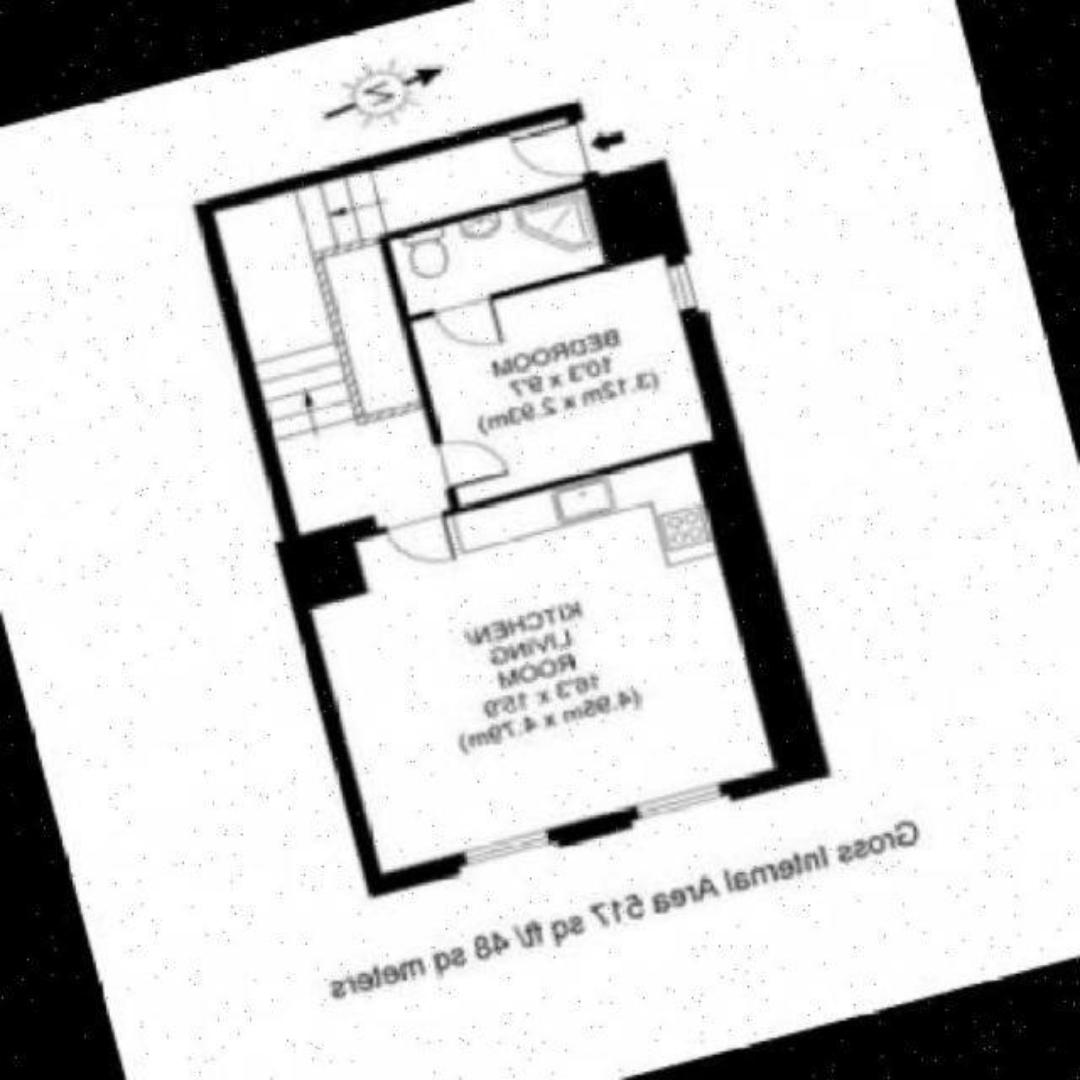 N
BEDROOM
10'3 x 9'7
(3.12m x 2.93m)
KITCHEN/
LIVING
ROOM
16'3 x 15'9
(4.95m x 4.79m)
Gross Internal Area 517 sq ft/ 48 sq meters